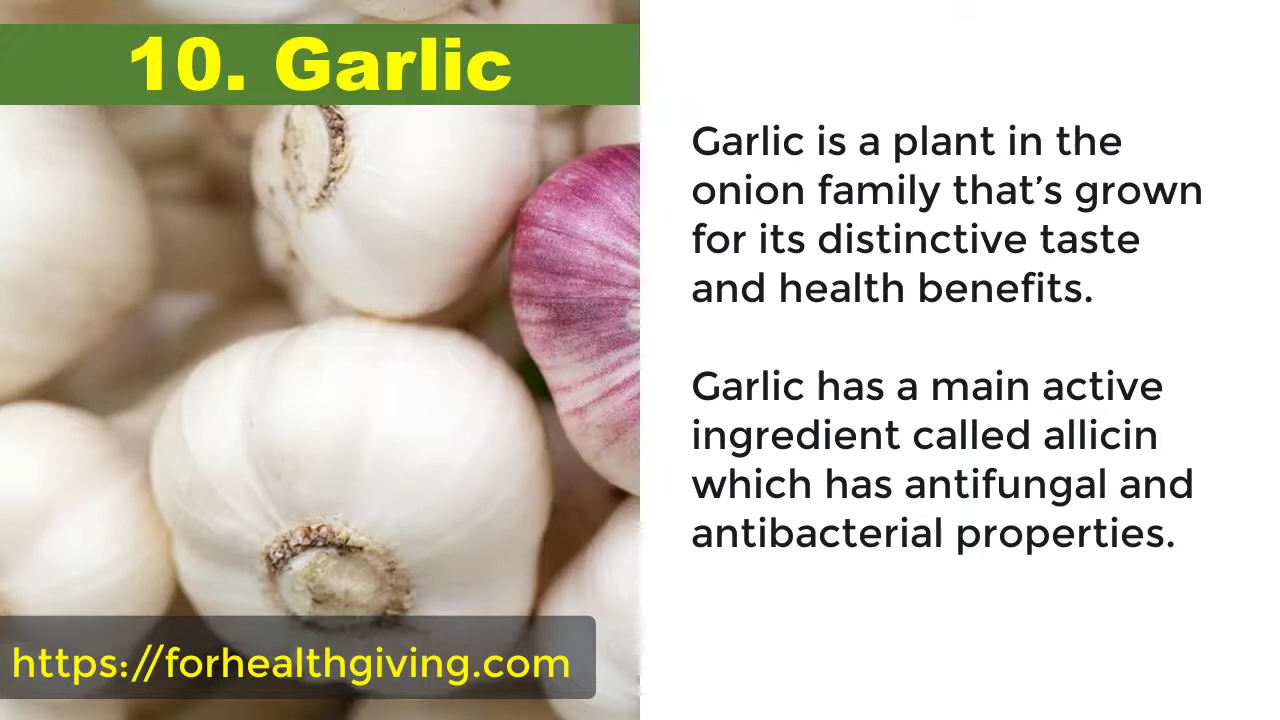 10. Garlic
Garlic is a plant in the
onion family that’s grown
for its distinctive taste
and health benefits.
Garlic has a main active
ingredient called allicin
which has antifungal and
antibacterial properties.
https://forhealthgiving.com